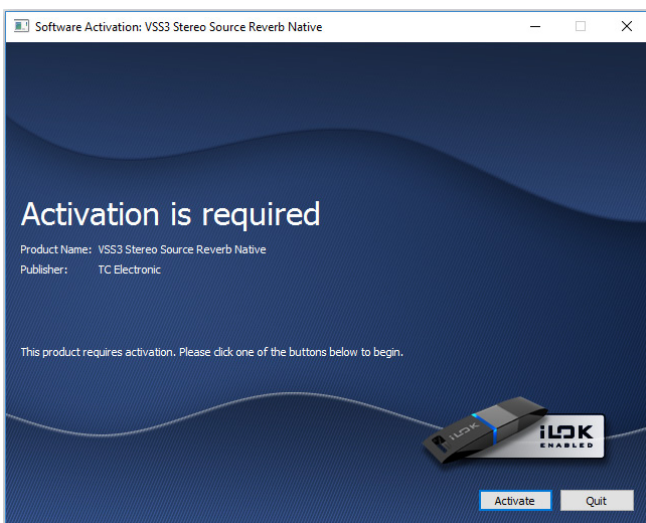 Software Activation: VSS3 Stereo Source Reverb Native
Activation is required
Product Name: VSS3 Stereo Source Reverb Native
Publisher: TC Electronic
This product requires activation. Please click one of the buttons below to begin.
iLOK
iLOK
ENABLED
Activate Quit